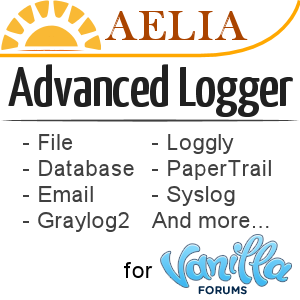 AELIA
Advanced Logger
- File - Loggly
- Database - PaperTrail
- Email - Syslog
- Graylog2 And more...
for Vanilla
FORUMS